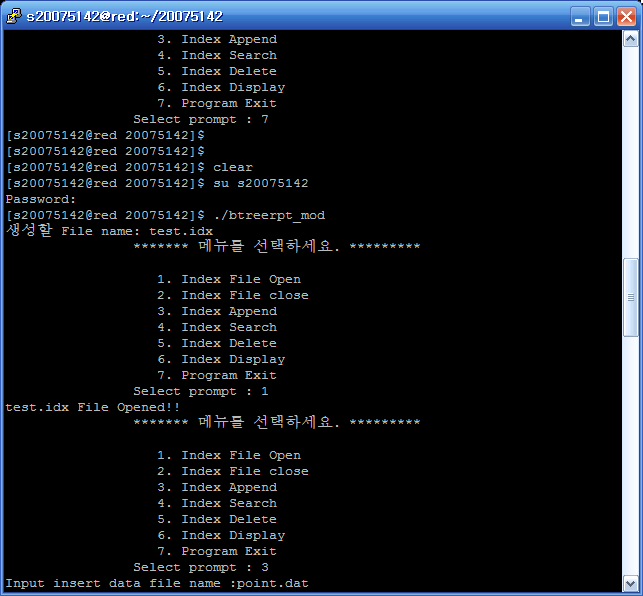 s20075142@red:~/20075142
3. Index Append
4. Index Search
5. Index Delete
6. Index Display
7. Program Exit
Select prompt : 7
[s20075142@red 20075142]$
[s20075142@red 20075142]$
[s20075142@red 20075142]$ clear
[s20075142@red 20075142]$ su s20075142
Password:
[s20075142@red 20075142]$ ./btreerpt_mod
생성할 File name: test.idx
******* 메뉴를 선택하세요. *********
1. Index File Open
2. Index File close
3. Index Append
4. Index Search
5. Index Delete
6. Index Display
7. Program Exit
Select prompt : 1
test.idx File Opened!!
******* 메뉴를 선택하세요. *********
1. Index File Open
2. Index File close
3. Index Append
4. Index Search
5. Index Delete
6. Index Display
7. Program Exit
Select prompt : 3
Input insert data file name :point.dat